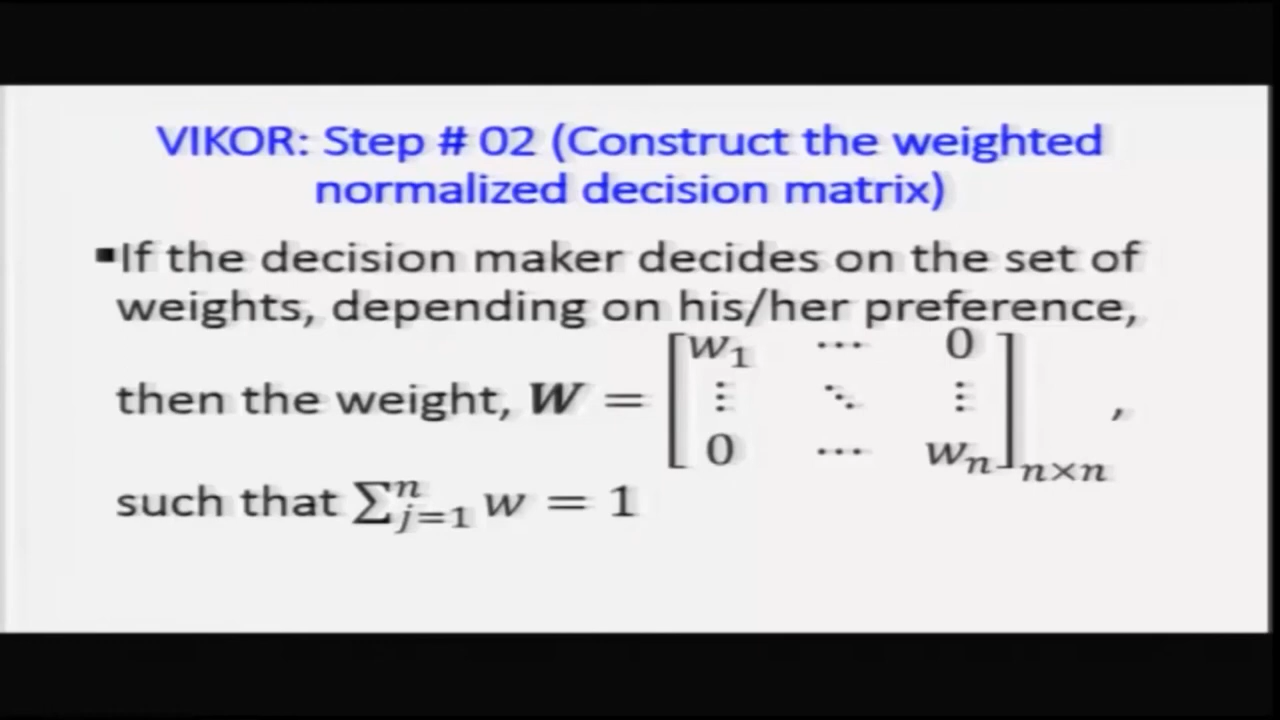 VIKOR: Step # 02 (Construct the weighted
normalized decision matrix)
▪If the decision maker decides on the set of
weights, depending on his/her preference,
then the weight, W = [w₁ ⋯ 0 ⋮ ⋱ ⋮ 0 ⋯ wₙ]ₙₓₙ ,
such that ∑ⁿⱼ₌₁ w = 1